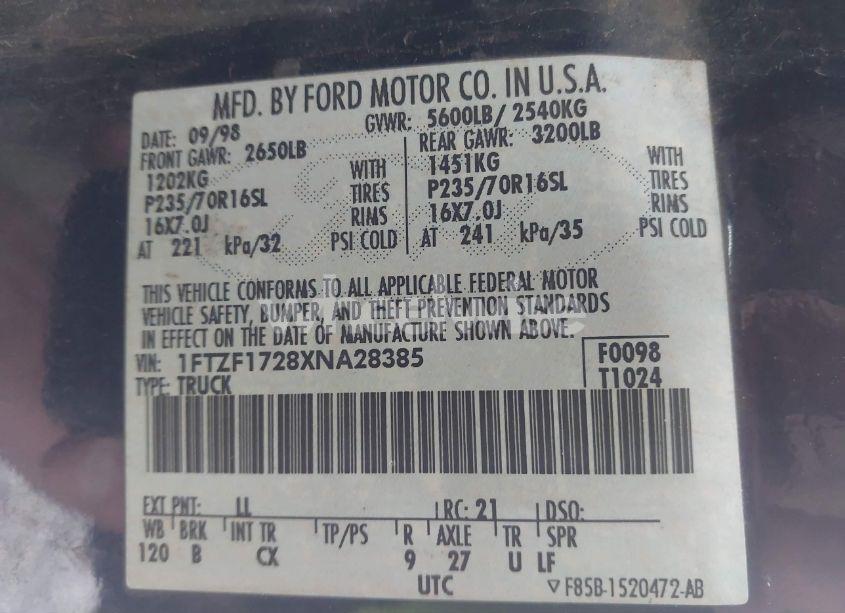 MFD. BY FORD MOTOR CO. IN U.S.A.
DATE: 09/98 GVWR: 5600LB/ 2540KG
FRONT GAWR: 2650LB REAR GAWR: 3200LB
1202KG WITH 1451KG WITH
P235/70R16SL TIRES P235/70R16SL TIRES
16X7.0J RIMS 16X7.0J RIMS
AT 221 kPa/32 PSI COLD AT 241 kPa/35 PSI COLD
THIS VEHICLE CONFORMS TO ALL APPLICABLE FEDERAL MOTOR
VEHICLE SAFETY, BUMPER, AND THEFT PREVENTION STANDARDS
IN EFFECT ON THE DATE OF MANUFACTURE SHOWN ABOVE.
VIN: 1FTZF1728XNA28385 F0098
TYPE: TRUCK T1024
EXT PNT: LL RC: 21 DSO:
WB BRK INT TR TP/PS R AXLE TR SPR
120 B CX 9 27 U LF
UTC F85B-1520472-AB